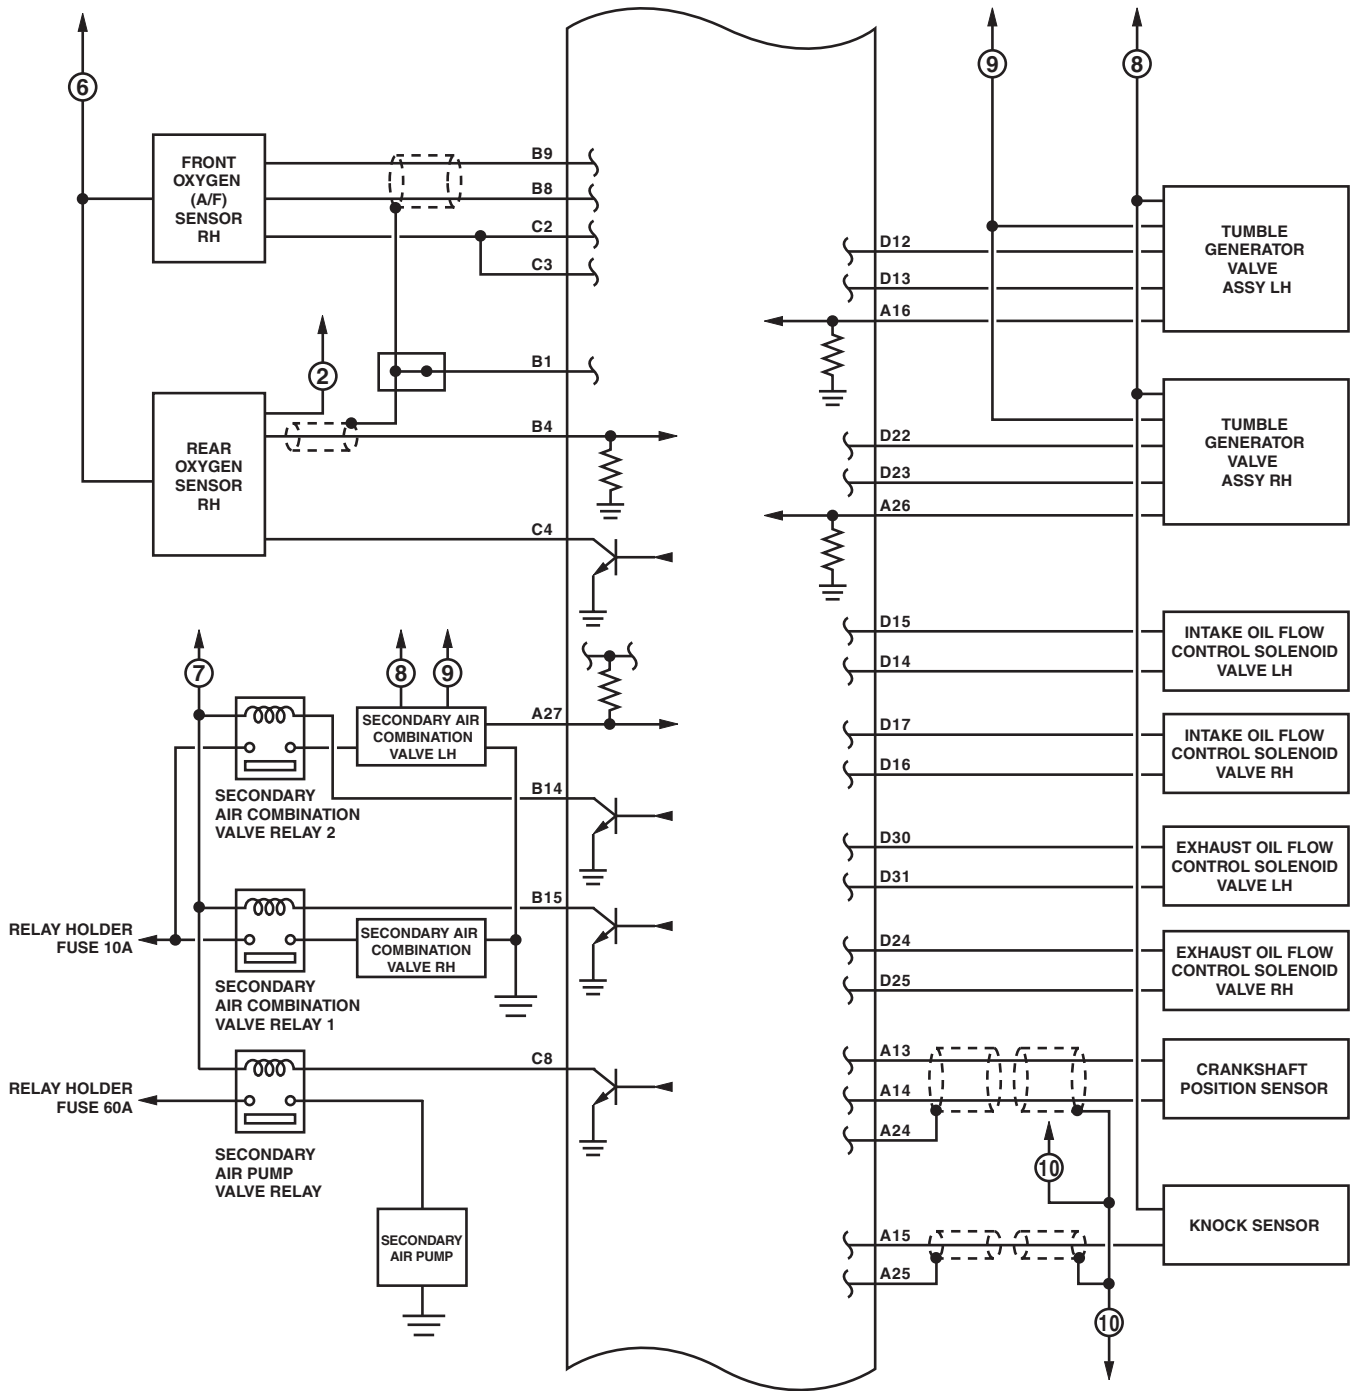 6
FRONT
OXYGEN
(A/F)
SENSOR
RH
B9
B8
C2
C3
B1
2
REAR
OXYGEN
SENSOR
RH
B4
C4
7
8
9
SECONDARY AIR
COMBINATION
VALVE LH
A27
SECONDARY
AIR COMBINATION
VALVE RELAY 2
B14
B15
RELAY HOLDER
FUSE 10A
SECONDARY AIR
COMBINATION
VALVE RH
SECONDARY
AIR COMBINATION
VALVE RELAY 1
C8
RELAY HOLDER
FUSE 60A
SECONDARY
AIR PUMP
VALVE RELAY
SECONDARY
AIR PUMP
9
8
D12
D13
A16
TUMBLE
GENERATOR
VALVE
ASSY LH
D22
D23
A26
TUMBLE
GENERATOR
VALVE
ASSY RH
D15
D14
INTAKE OIL FLOW
CONTROL SOLENOID
VALVE LH
D17
D16
INTAKE OIL FLOW
CONTROL SOLENOID
VALVE RH
D30
D31
EXHAUST OIL FLOW
CONTROL SOLENOID
VALVE LH
D24
D25
EXHAUST OIL FLOW
CONTROL SOLENOID
VALVE RH
A13
A14
A24
CRANKSHAFT
POSITION SENSOR
10
A15
A25
KNOCK SENSOR
10